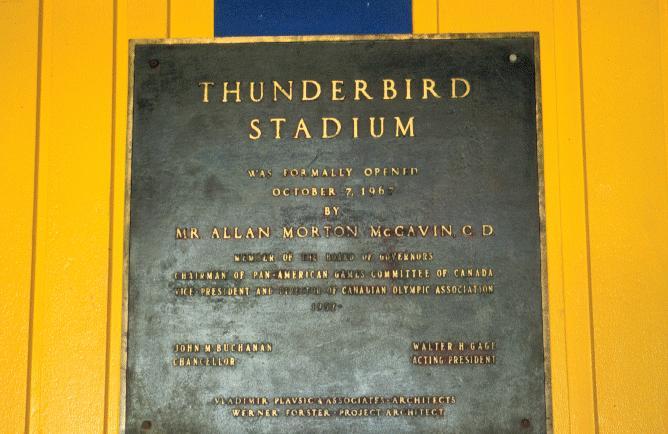 THUNDERBIRD
STADIUM
WAS FORMALLY OPENED
OCTOBER 7, 1967
BY
MR. ALLAN MORTON McGAVIN, C.D.
MEMBER OF THE BOARD OF GOVERNORS
CHAIRMAN OF PAN-AMERICAN GAMES COMMITTEE OF CANADA
VICE-PRESIDENT AND DIRECTOR OF CANADIAN OLYMPIC ASSOCIATION
JOHN M. BUCHANAN
CHANCELLOR
WALTER H. GAGE
ACTING PRESIDENT
VLADIMIR PLAVSIC & ASSOCIATES - ARCHITECTS
WERNER FORSTER - PROJECT ARCHITECT